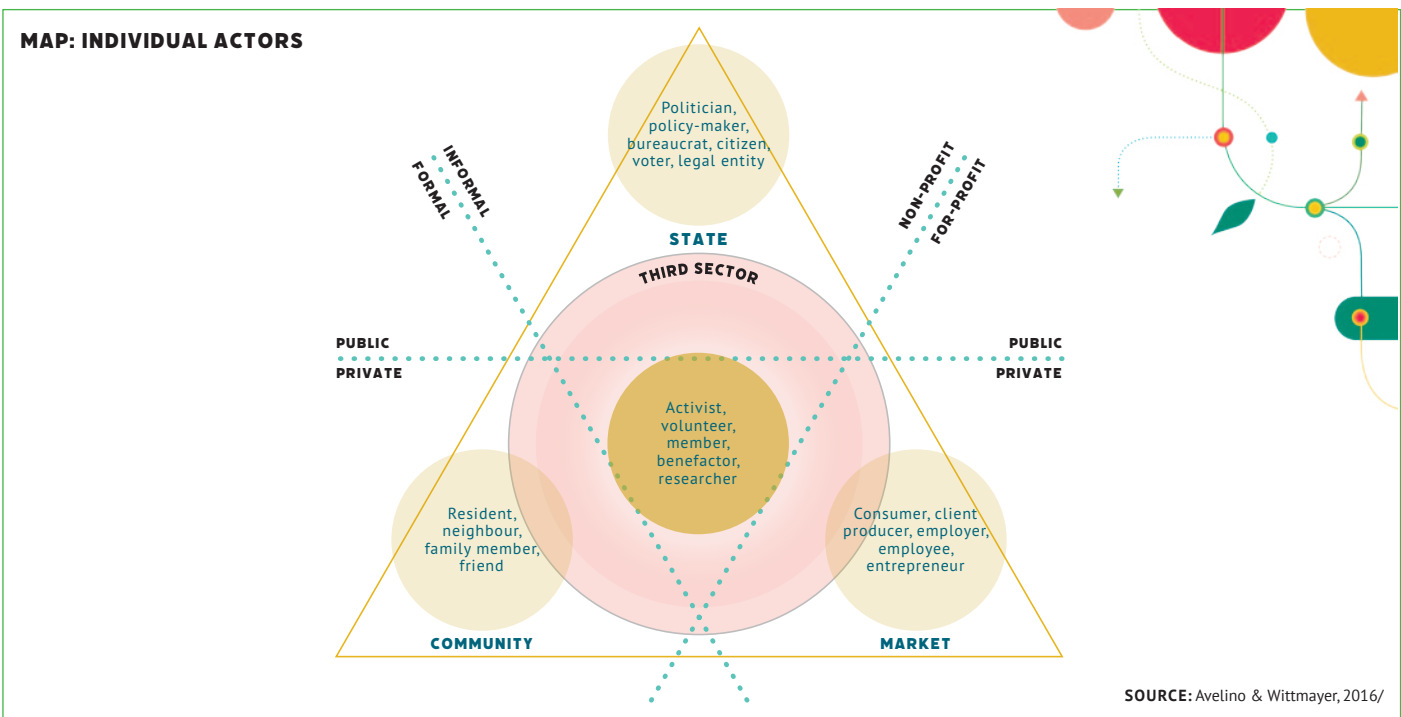 MAP: INDIVIDUAL ACTORS
Politician,
policy-maker,
bureaucrat, citizen,
voter, legal entity
INFORMAL
FORMAL
NON-PROFIT
FOR-PROFIT
STATE
THIRD SECTOR
PUBLIC
PRIVATE
PUBLIC
PRIVATE
Activist,
volunteer,
member,
benefactor,
researcher
Resident,
neighbour,
family member,
friend
Consumer, client
producer, employer,
employee,
entrepreneur
COMMUNITY
MARKET
SOURCE: Avelino & Wittmayer, 2016/